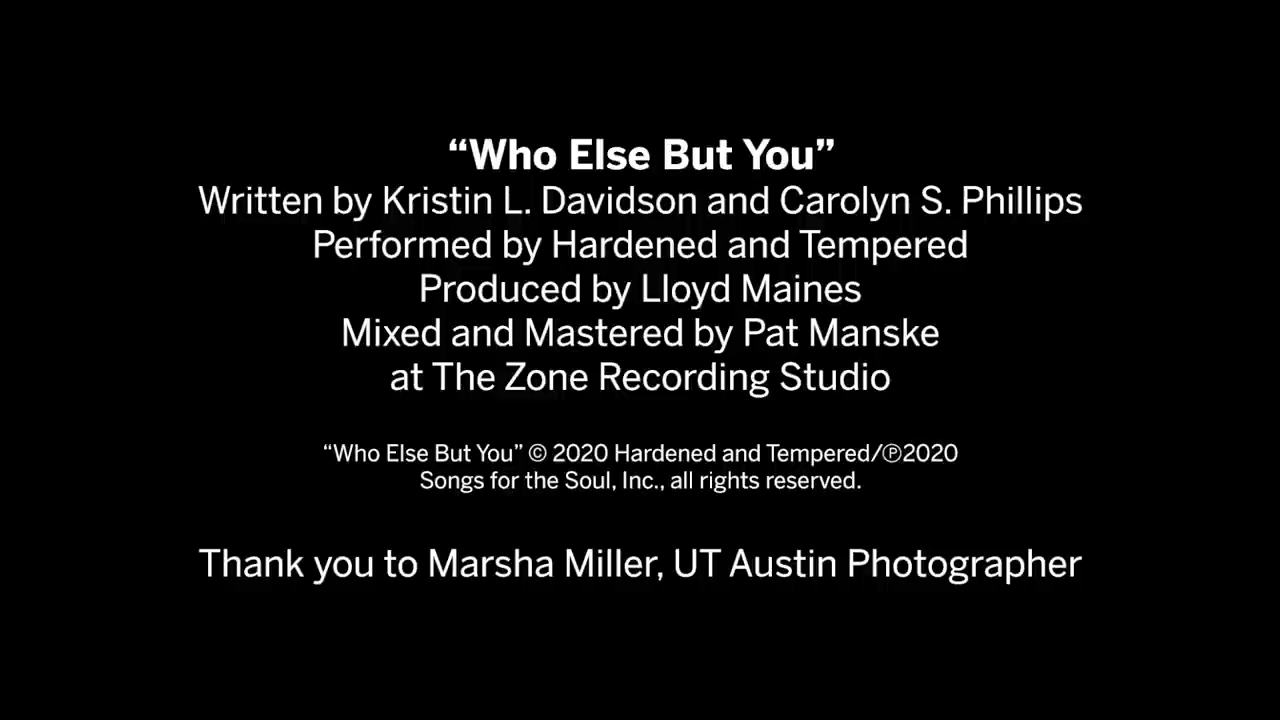 “Who Else But You”
Written by Kristin L. Davidson and Carolyn S. Phillips
Performed by Hardened and Tempered
Produced by Lloyd Maines
Mixed and Mastered by Pat Manske
at The Zone Recording Studio
“Who Else But You” © 2020 Hardened and Tempered/℗2020
Songs for the Soul, Inc., all rights reserved.
Thank you to Marsha Miller, UT Austin Photographer